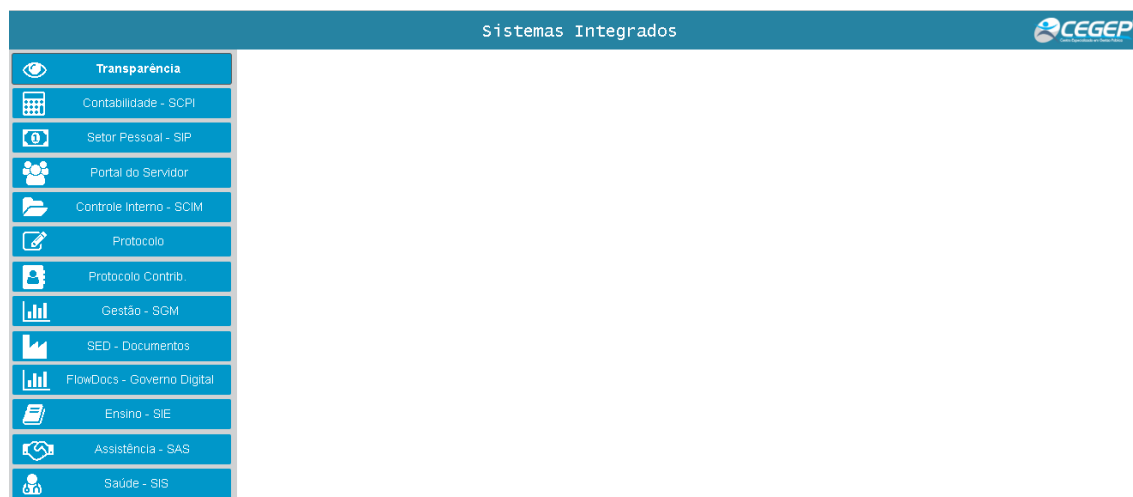 Sistemas Integrados
CEGEP
Transparência
Contabilidade - SCPI
Setor Pessoal - SIP
Portal do Servidor
Controle Interno - SCIM
Protocolo
Protocolo Contrib.
Gestão - SGM
SED - Documentos
FlowDocs - Governo Digital
Ensino - SIE
Assistência - SAS
Saúde - SIS